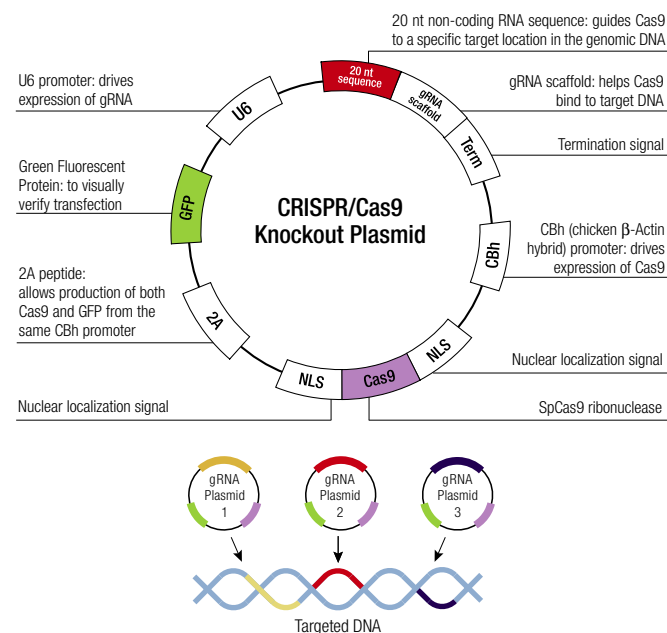 20 nt non-coding RNA sequence: guides Cas9
to a specific target location in the genomic DNA
U6 promoter: drives
expression of gRNA
20 nt
sequence
gRNA
scaffold
gRNA scaffold: helps Cas9
bind to target DNA
U6
Term
Termination signal
Green Fluorescent
Protein: to visually
verify transfection
GFP
CRISPR/Cas9
Knockout Plasmid
CBh
CBh (chicken β-Actin
hybrid) promoter: drives
expression of Cas9
2A peptide:
allows production of both
Cas9 and GFP from the
same CBh promoter
2A
NLS
Cas9
NLS
Nuclear localization signal
Nuclear localization signal
SpCas9 ribonuclease
gRNA
Plasmid
1
gRNA
Plasmid
2
gRNA
Plasmid
3
Targeted DNA